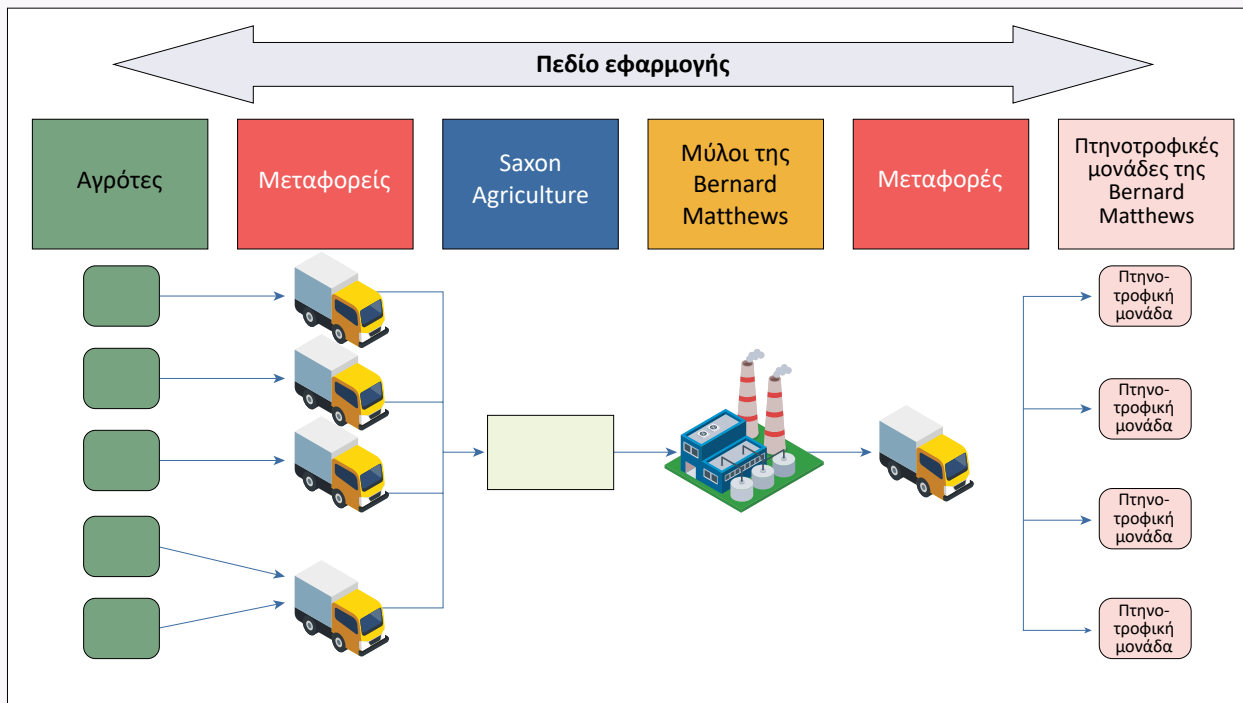 Πεδίο εφαρμογής
Αγρότες
Μεταφορείς
Saxon
Agriculture
Μύλοι της
Bernard
Matthews
Μεταφορές
Πτηνοτροφικές
μονάδες της
Bernard
Matthews
Πτηνο-
τροφική
μονάδα
Πτηνο-
τροφική
μονάδα
Πτηνο-
τροφική
μονάδα
Πτηνο-
τροφική
μονάδα